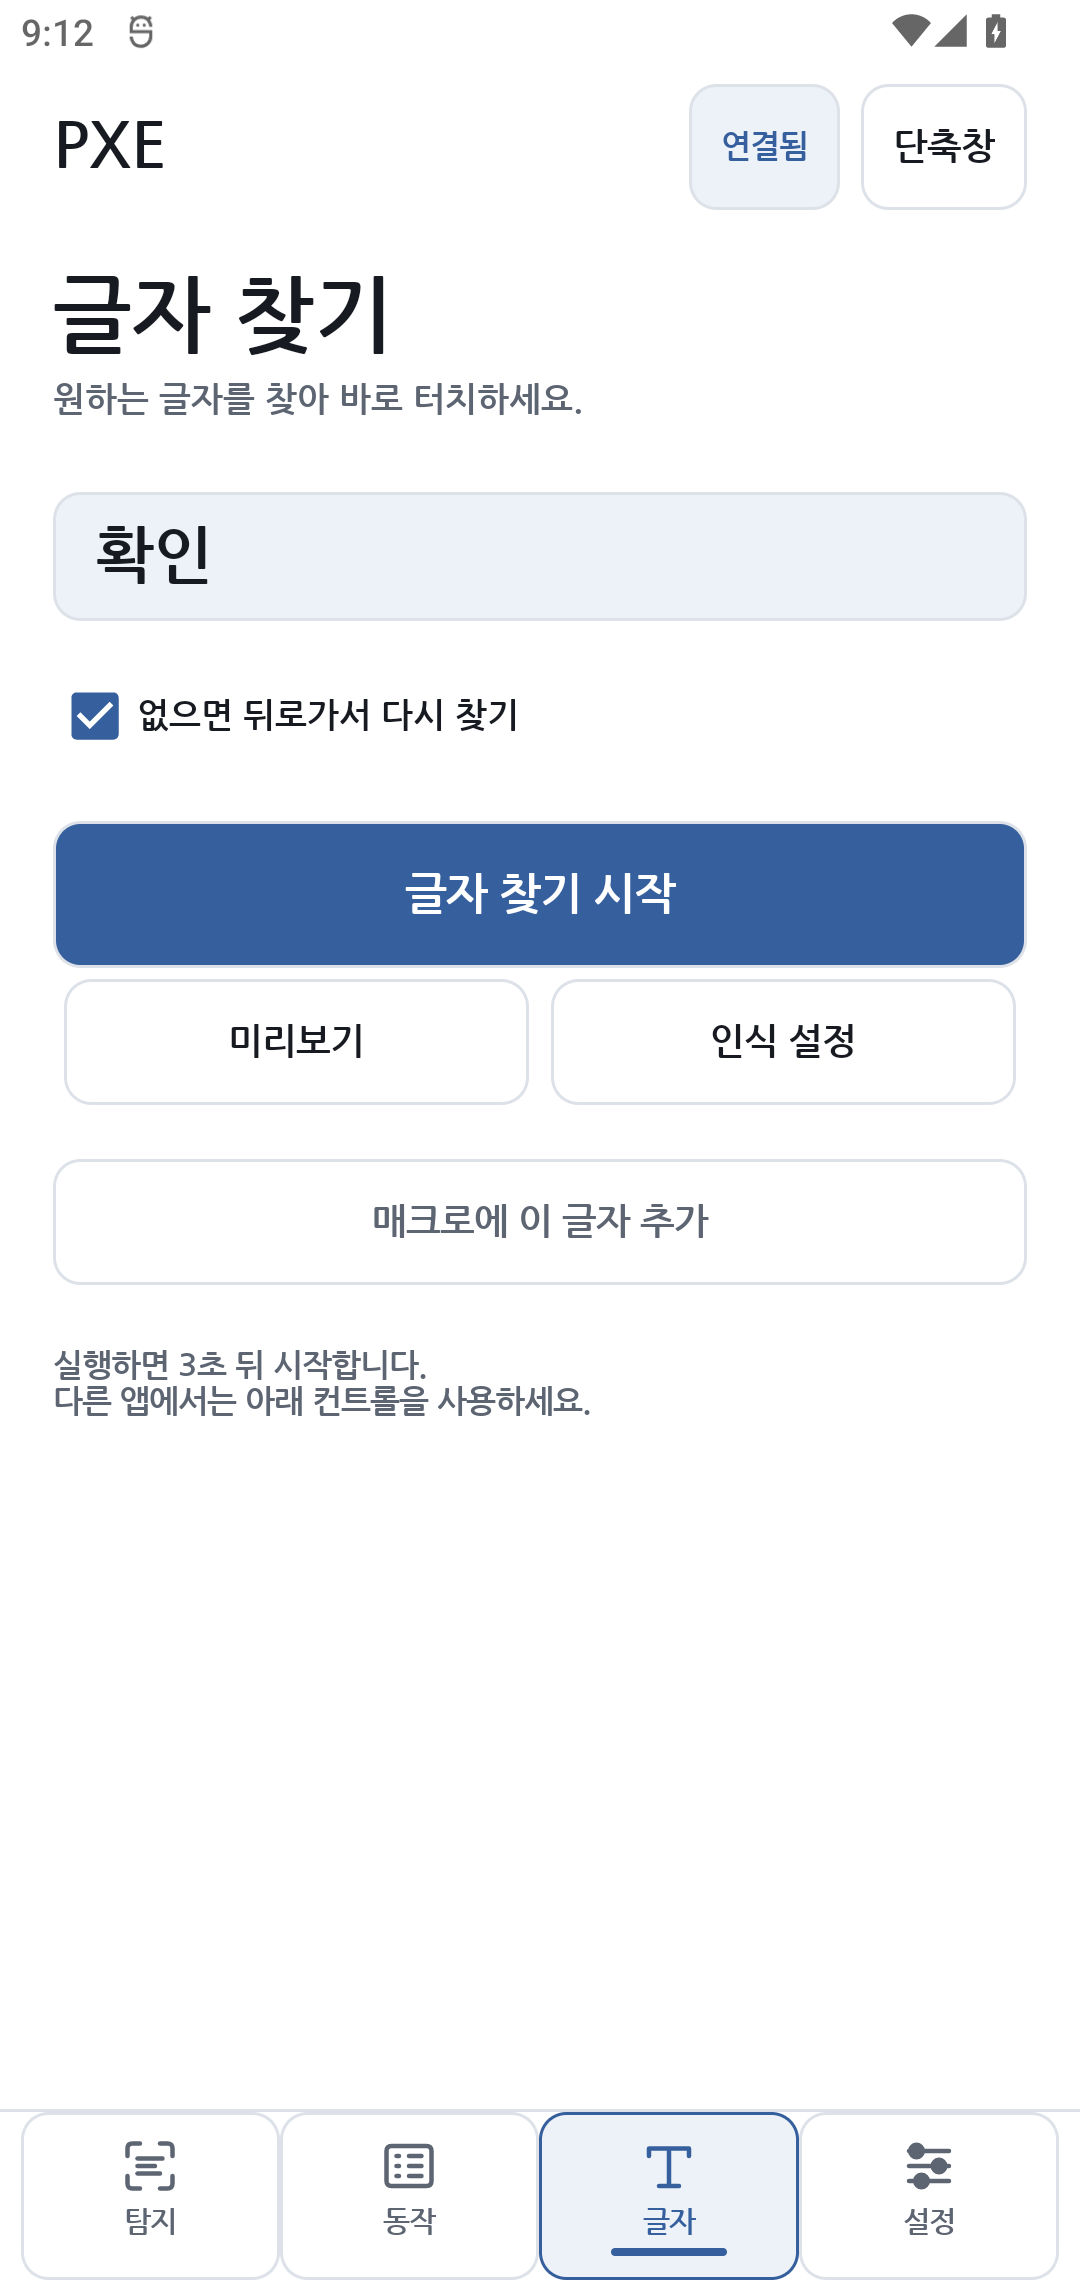 9:12
PXE
연결됨
단축창
글자 찾기
원하는 글자를 찾아 바로 터치하세요.
확인
없으면 뒤로가서 다시 찾기
글자 찾기 시작
미리보기
인식 설정
매크로에 이 글자 추가
실행하면 3초 뒤 시작합니다.
다른 앱에서는 아래 컨트롤을 사용하세요.
탐지
동작
글자
설정